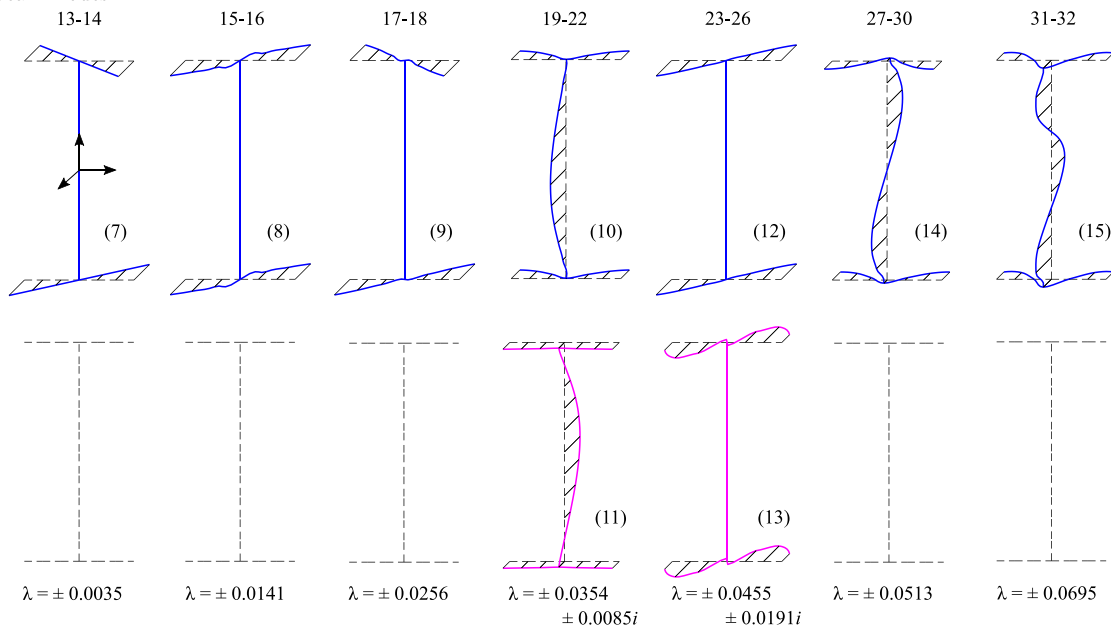 13-14 15-16 17-18 19-22 23-26 27-30 31-32
(7) (8) (9) (10) (12) (14) (15)
(11) (13)
λ = ± 0.0035 λ = ± 0.0141 λ = ± 0.0256 λ = ± 0.0354 λ = ± 0.0455 λ = ± 0.0513 λ = ± 0.0695
± 0.0085i ± 0.0191i